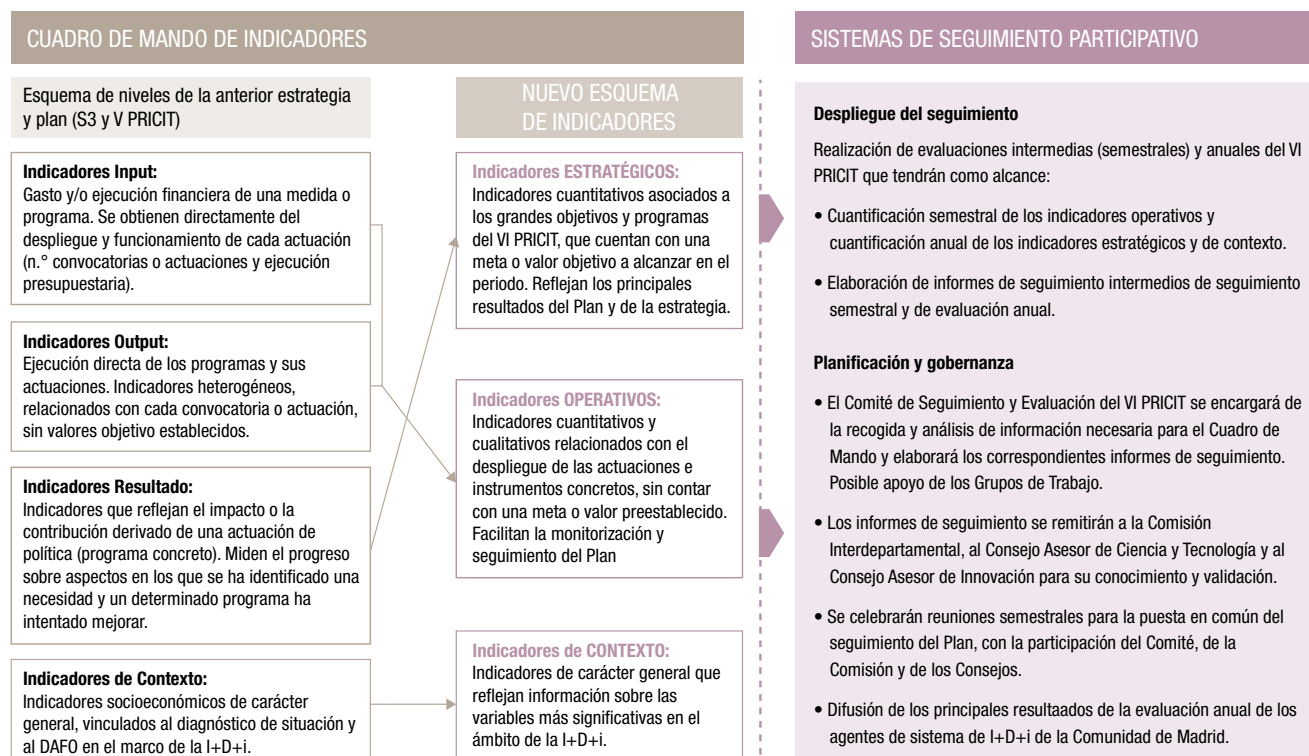 CUADRO DE MANDO DE INDICADORES
Esquema de niveles de la anterior estrategia
y plan (S3 y V PRICIT)
Indicadores Input:
Gasto y/o ejecución financiera de una medida o
programa. Se obtienen directamente del
despliegue y funcionamiento de cada actuación
(n.° convocatorias o actuaciones y ejecución
presupuestaria).
Indicadores Output:
Ejecución directa de los programas y sus
actuaciones. Indicadores heterogéneos,
relacionados con cada convocatoria o actuación,
sin valores objetivo establecidos.
Indicadores Resultado:
Indicadores que reflejan el impacto o la
contribución derivado de una actuación de
política (programa concreto). Miden el progreso
sobre aspectos en los que se ha identificado una
necesidad y un determinado programa ha
intentado mejorar.
Indicadores de Contexto:
Indicadores socioeconómicos de carácter
general, vinculados al diagnóstico de situación y
al DAFO en el marco de la I+D+i.
NUEVO ESQUEMA
DE INDICADORES
Indicadores ESTRATÉGICOS:
Indicadores cuantitativos asociados a
los grandes objetivos y programas
del VI PRICIT, que cuentan con una
meta o valor objetivo a alcanzar en el
periodo. Reflejan los principales
resultados del Plan y de la estrategia.
Indicadores OPERATIVOS:
Indicadores cuantitativos y
cualitativos relacionados con el
despliegue de las actuaciones e
instrumentos concretos, sin contar
con una meta o valor preestablecido.
Facilitan la monitorización y
seguimiento del Plan
Indicadores de CONTEXTO:
Indicadores de carácter general que
reflejan información sobre las
variables más significativas en el
ámbito de la I+D+i.
SISTEMAS DE SEGUIMIENTO PARTICIPATIVO
Despliegue del seguimiento
Realización de evaluaciones intermedias (semestrales) y anuales del VI
PRICIT que tendrán como alcance:
• Cuantificación semestral de los indicadores operativos y
cuantificación anual de los indicadores estratégicos y de contexto.
• Elaboración de informes de seguimiento intermedios de seguimiento
semestral y de evaluación anual.
Planificación y gobernanza
• El Comité de Seguimiento y Evaluación del VI PRICIT se encargará de
la recogida y análisis de información necesaria para el Cuadro de
Mando y elaborará los correspondientes informes de seguimiento.
Posible apoyo de los Grupos de Trabajo.
• Los informes de seguimiento se remitirán a la Comisión
Interdepartamental, al Consejo Asesor de Ciencia y Tecnología y al
Consejo Asesor de Innovación para su conocimiento y validación.
• Se celebrarán reuniones semestrales para la puesta en común del
seguimiento del Plan, con la participación del Comité, de la
Comisión y de los Consejos.
• Difusión de los principales resultaados de la evaluación anual de los
agentes de sistema de I+D+i de la Comunidad de Madrid.